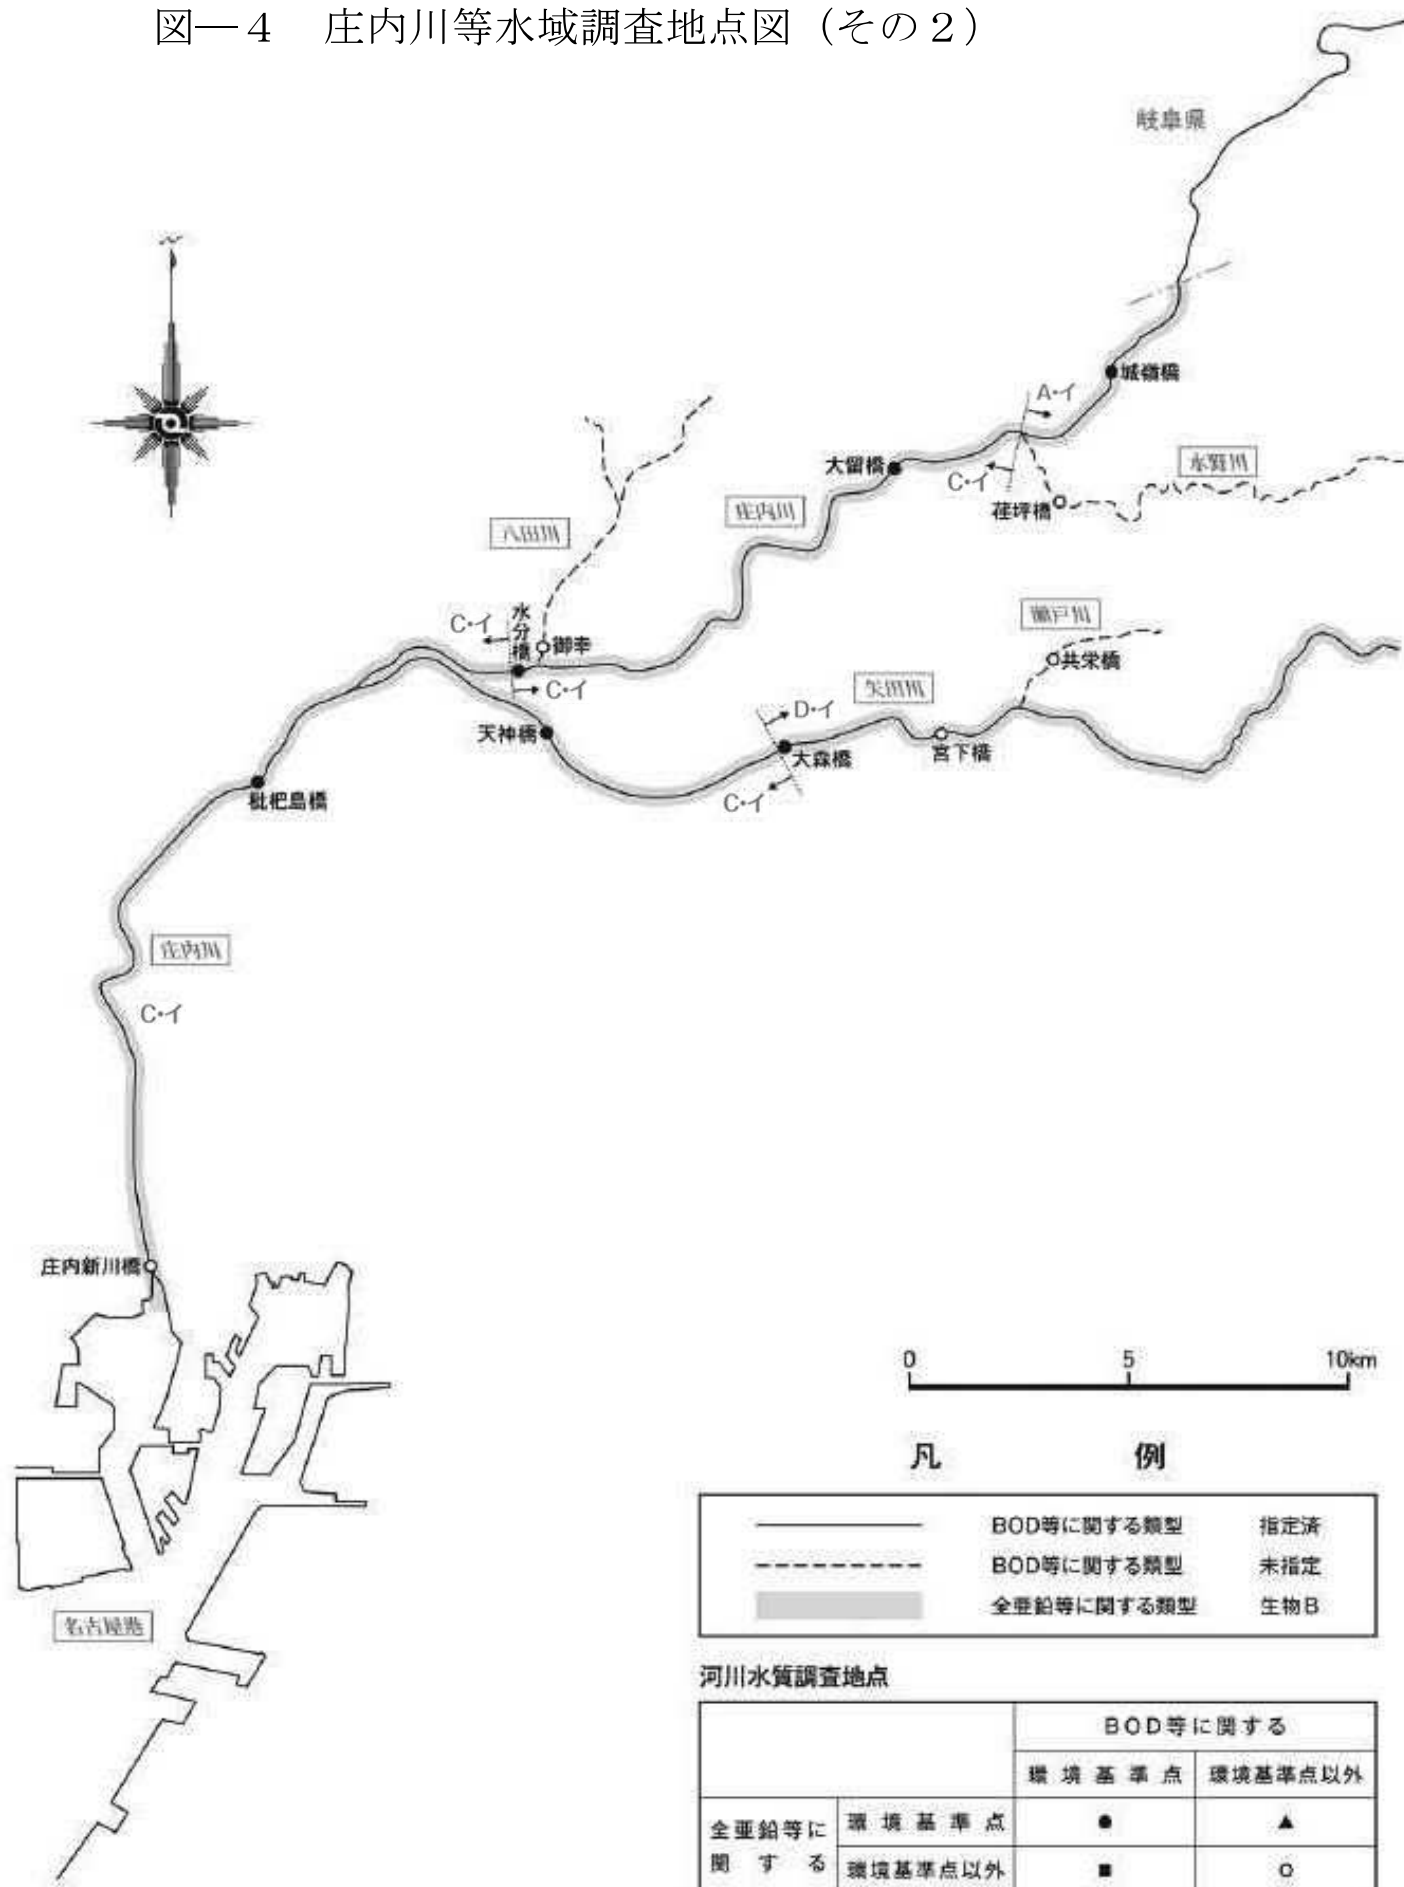 図―4 庄内川等水域調査地点図（その2）
岐阜県
城嶺橋
A・イ
大留橋
C・イ
水野川
荏坪橋
庄内川
八田川
C・イ
水分橋
御幸
C・イ
瀬戸川
共栄橋
矢田川
D・イ
天神橋
大森橋
宮下橋
C・イ
枇杷島橋
庄内川
C・イ
庄内新川橋
0 5 10km
凡 例
BOD等に関する類型 指定済
BOD等に関する類型 未指定
全亜鉛等に関する類型 生物B
名古屋港
河川水質調査地点
BOD等に関する
環境基準点 環境基準点以外
全亜鉛等に関する
環境基準点 ● ▲
環境基準点以外 ■ ○